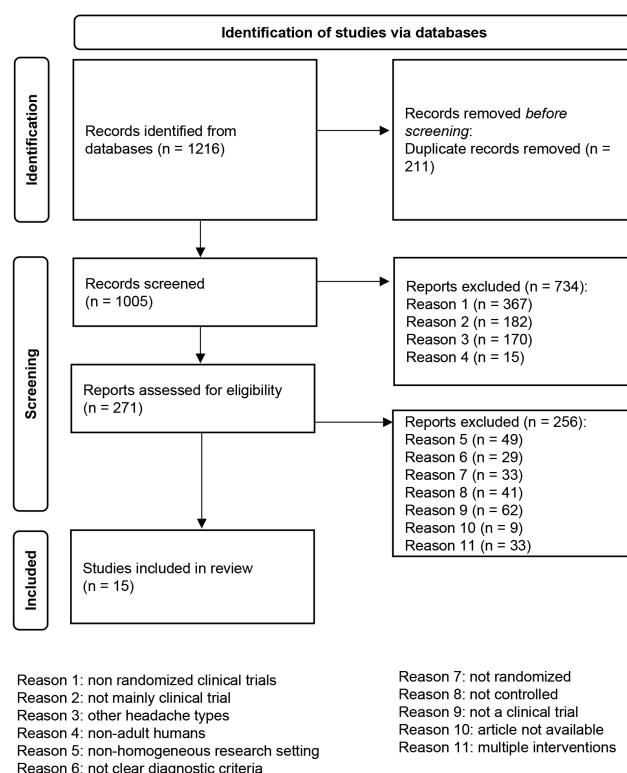 Identification of studies via databases
Identification
Records identified from
databases (n = 1216)
Records removed before
screening:
Duplicate records removed (n =
211)
Screening
Records screened
(n = 1005)
Reports excluded (n = 734):
Reason 1 (n = 367)
Reason 2 (n = 182)
Reason 3 (n = 170)
Reason 4 (n = 15)
Reports assessed for eligibility
(n = 271)
Reports excluded (n = 256):
Reason 5 (n = 49)
Reason 6 (n = 29)
Reason 7 (n = 33)
Reason 8 (n = 41)
Reason 9 (n = 62)
Reason 10 (n = 9)
Reason 11 (n = 33)
Included
Studies included in review
(n = 15)
Reason 1: non randomized clinical trials
Reason 2: not mainly clinical trial
Reason 3: other headache types
Reason 4: non-adult humans
Reason 5: non-homogeneous research setting
Reason 6: not clear diagnostic criteria
Reason 7: not randomized
Reason 8: not controlled
Reason 9: not a clinical trial
Reason 10: article not available
Reason 11: multiple interventions